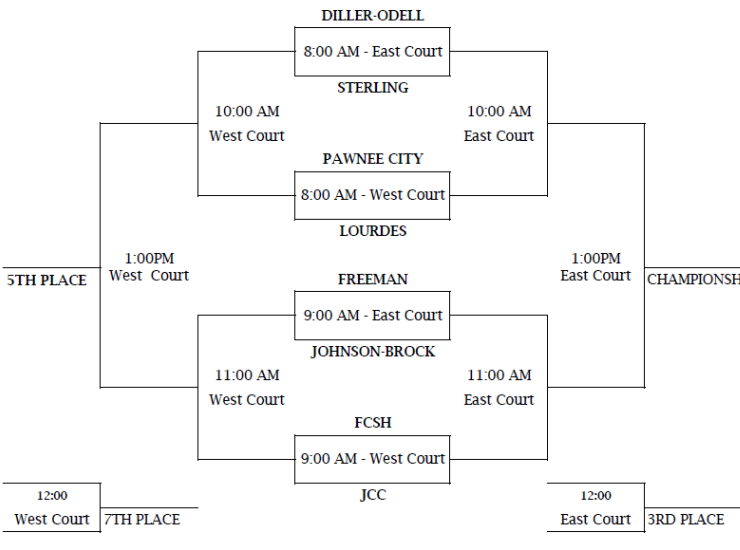 DILLER-ODELL
8:00 AM - East Court
STERLING
10:00 AM
West Court
10:00 AM
East Court
PAWNEE CITY
8:00 AM - West Court
LOURDES
1:00PM
West Court
5TH PLACE
1:00PM
East Court
CHAMPIONSH
FREEMAN
9:00 AM - East Court
JOHNSON-BROCK
11:00 AM
West Court
11:00 AM
East Court
FCSH
9:00 AM - West Court
JCC
12:00
West Court
7TH PLACE
12:00
East Court
3RD PLACE